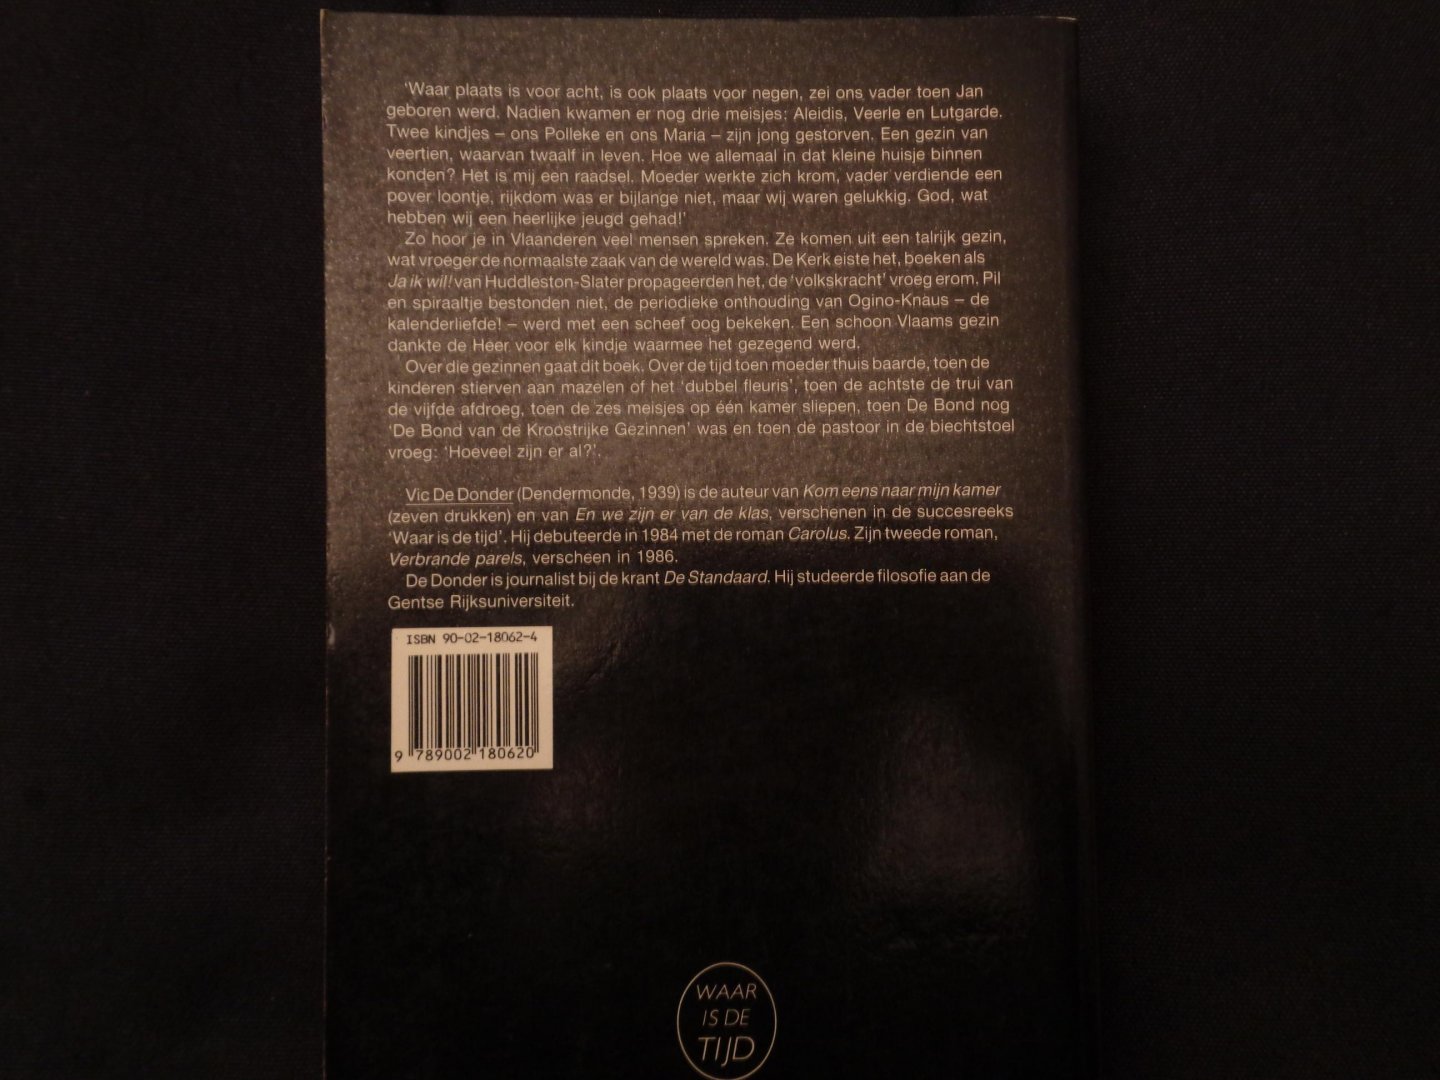 ‘Waar plaats is voor acht, is ook plaats voor negen, zei ons vader toen Jan
geboren werd. Nadien kwamen er nog drie meisjes: Aleidis, Veerle en Lutgarde.
Twee kindjes – ons Polleke en ons Maria – zijn jong gestorven. Een gezin van
veertien, waarvan twaalf in leven. Hoe we allemaal in dat kleine huisje binnen
konden? Het is mij een raadsel. Moeder werkte zich krom, vader verdiende een
pover loontje, rijkdom was er bijlange niet, maar wij waren gelukkig. God, wat
hebben wij een heerlijke jeugd gehad!’
Zo hoor je in Vlaanderen veel mensen spreken. Ze komen uit een talrijk gezin,
wat vroeger de normaalste zaak van de wereld was. De Kerk eiste het, boeken als
Ja ik wil! van Huddleston-Slater propageerden het, de ‘volkskracht’ vroeg erom. Pil
en spiraaltje bestonden niet, de periodieke onthouding van Ogino-Knaus – de
kalenderliefde! – werd met een scheef oog bekeken. Een schoon Vlaams gezin
dankte de Heer voor elk kindje waarmee het gezegend werd.
Over die gezinnen gaat dit boek. Over de tijd toen moeder thuis baarde, toen de
kinderen stierven aan mazelen of het ‘dubbel fleuris’, toen de achtste de trui van
de vijfde afdroeg, toen de zes meisjes op één kamer sliepen, toen De Bond nog
‘De Bond van de Kroostrijke Gezinnen’ was en toen de pastoor in de biechtstoel
vroeg: ‘Hoeveel zijn er al?’.
Vic De Donder (Dendermonde, 1939) is de auteur van Kom eens naar mijn kamer
(zeven drukken) en van En we zijn er van de klas, verschenen in de succesreeks
‘Waar is de tijd’. Hij debuteerde in 1984 met de roman Carolus. Zijn tweede roman,
Verbrande parels, verscheen in 1986.
De Donder is journalist bij de krant De Standaard. Hij studeerde filosofie aan de
Gentse Rijksuniversiteit.
ISBN 90-02-18062-4
9 789002 180620
WAAR
IS DE
TIJD